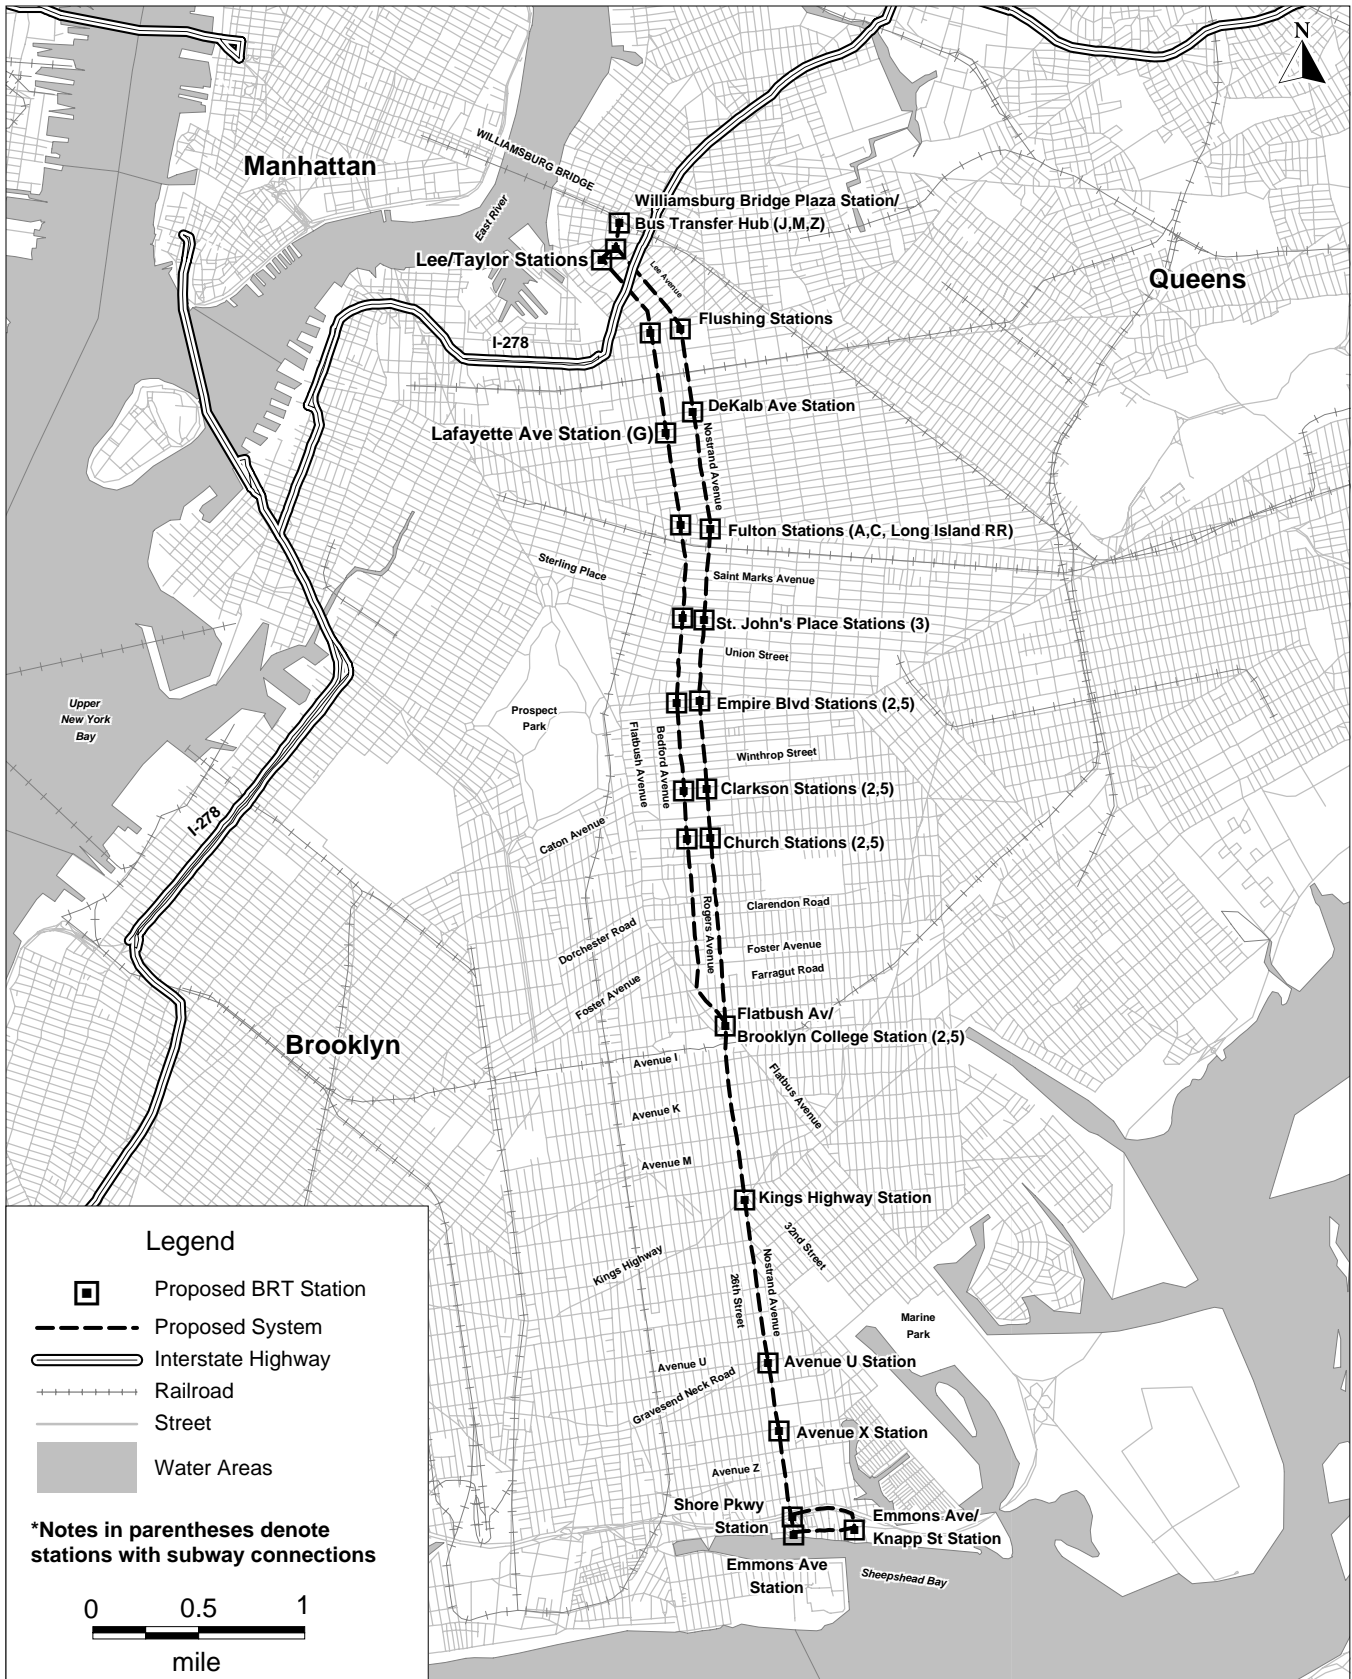 N
WILLIAMSBURG BRIDGE
Manhattan
Williamsburg Bridge Plaza Station/
Bus Transfer Hub (J,M,Z)
East River
Lee/Taylor Stations
Lee Avenue
Queens
Flushing Stations
I-278
DeKalb Ave Station
Lafayette Ave Station (G)
Nostrand Avenue
Fulton Stations (A,C, Long Island RR)
Sterling Place
Saint Marks Avenue
St. John's Place Stations (3)
Union Street
Upper
New York
Bay
Prospect
Park
Empire Blvd Stations (2,5)
Flatbush Avenue
Bedford Avenue
Winthrop Street
Clarkson Stations (2,5)
I-278
Caton Avenue
Church Stations (2,5)
Rogers Avenue
Clarendon Road
Dorchester Road
Foster Avenue
Farragut Road
Foster Avenue
Flatbush Av/
Brooklyn College Station (2,5)
Brooklyn
Avenue I
Flatbus Avenue
Avenue K
Avenue M
Kings Highway Station
32nd Street
Kings Highway
Nostrand Avenue
26th Street
Marine
Park
Avenue U
Avenue U Station
Gravesend Neck Road
Avenue X Station
Avenue Z
Shore Pkwy
Station
Emmons Ave/
Knapp St Station
Emmons Ave
Station
Sheepshead Bay
Legend
Proposed BRT Station
Proposed System
Interstate Highway
Railroad
Street
Water Areas
*Notes in parentheses denote
stations with subway connections
0 0.5 1
mile